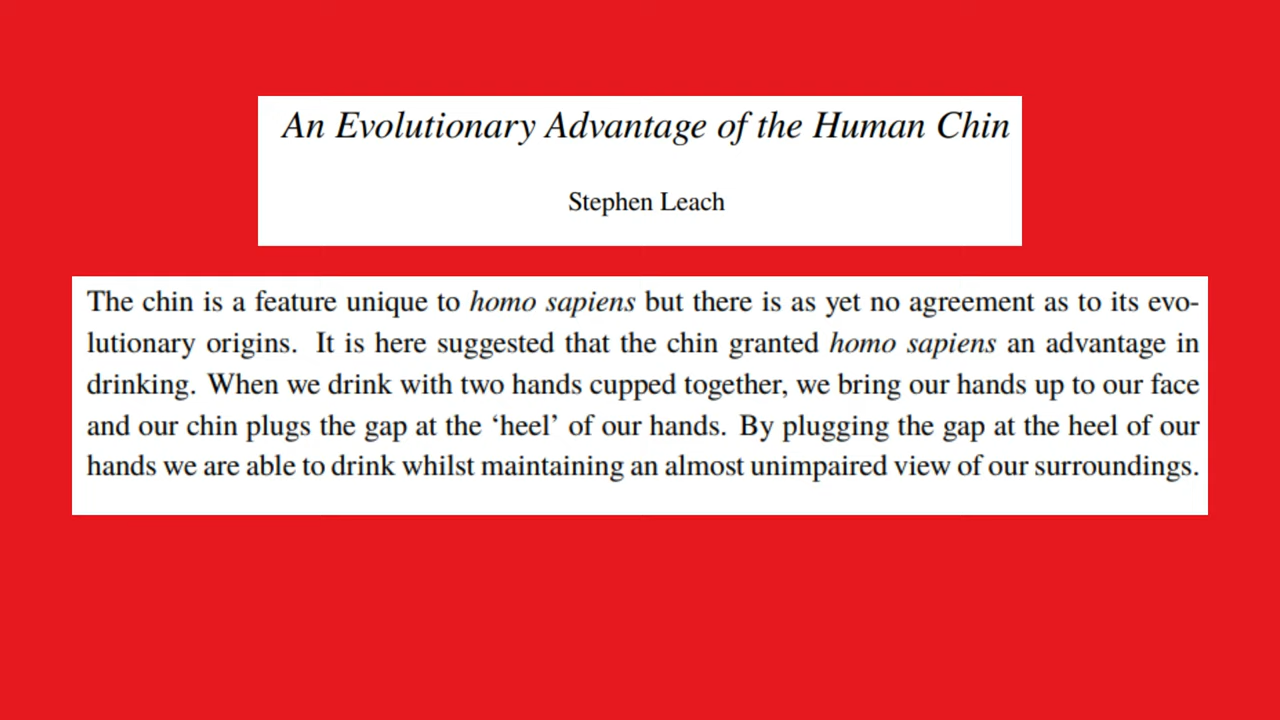 An Evolutionary Advantage of the Human Chin
Stephen Leach
The chin is a feature unique to homo sapiens but there is as yet no agreement as to its evo-
lutionary origins. It is here suggested that the chin granted homo sapiens an advantage in
drinking. When we drink with two hands cupped together, we bring our hands up to our face
and our chin plugs the gap at the ‘heel’ of our hands. By plugging the gap at the heel of our
hands we are able to drink whilst maintaining an almost unimpaired view of our surroundings.